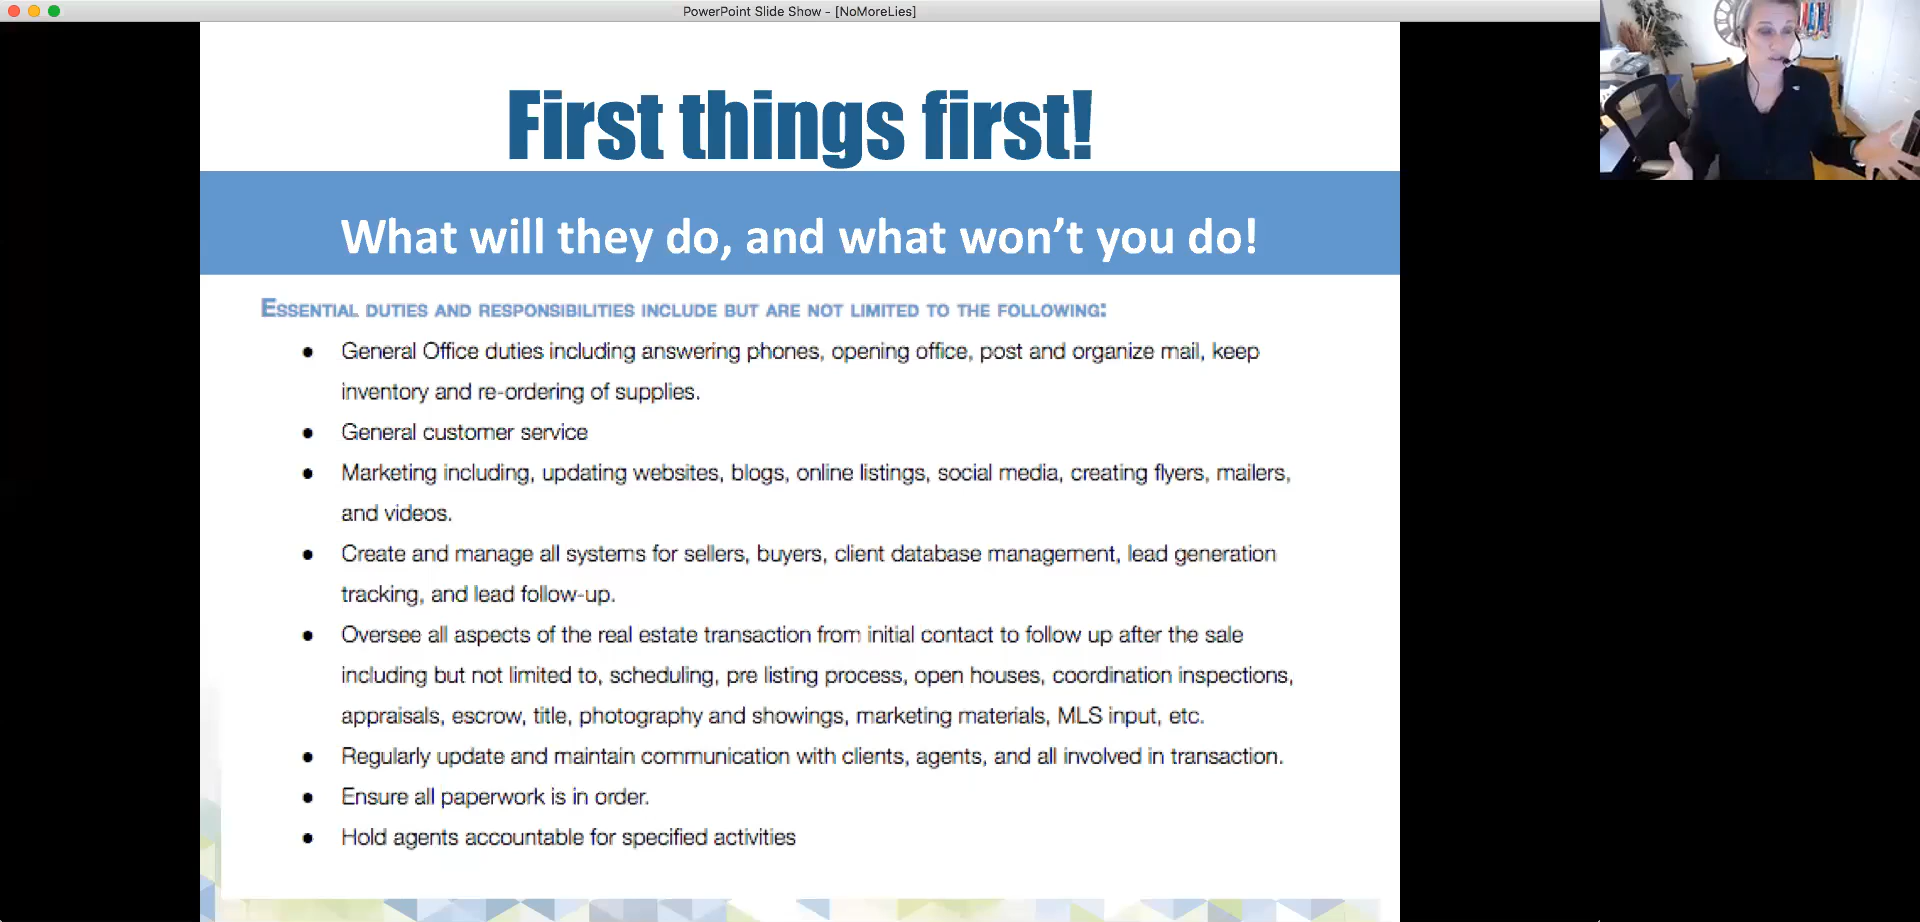 PowerPoint Slide Show - [NoMoreLies]
First things first!
What will they do, and what won't you do!
ESSENTIAL DUTIES AND RESPONSIBILITIES INCLUDE BUT ARE NOT LIMITED TO THE FOLLOWING:
● General Office duties including answering phones, opening office, post and organize mail, keep
inventory and re-ordering of supplies.
● General customer service
● Marketing including, updating websites, blogs, online listings, social media, creating flyers, mailers,
and videos.
● Create and manage all systems for sellers, buyers, client database management, lead generation
tracking, and lead follow-up.
● Oversee all aspects of the real estate transaction from initial contact to follow up after the sale
including but not limited to, scheduling, pre listing process, open houses, coordination inspections,
appraisals, escrow, title, photography and showings, marketing materials, MLS input, etc.
● Regularly update and maintain communication with clients, agents, and all involved in transaction.
● Ensure all paperwork is in order.
● Hold agents accountable for specified activities